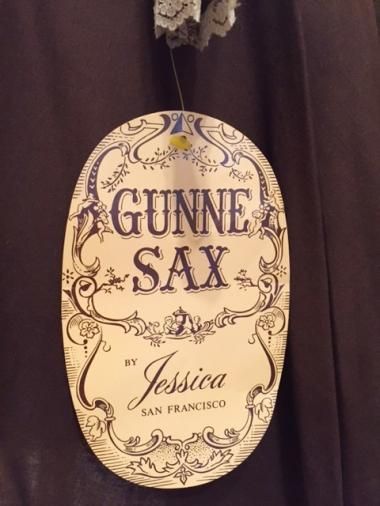 GUNNE
SAX
BY
Jessica
SAN FRANCISCO